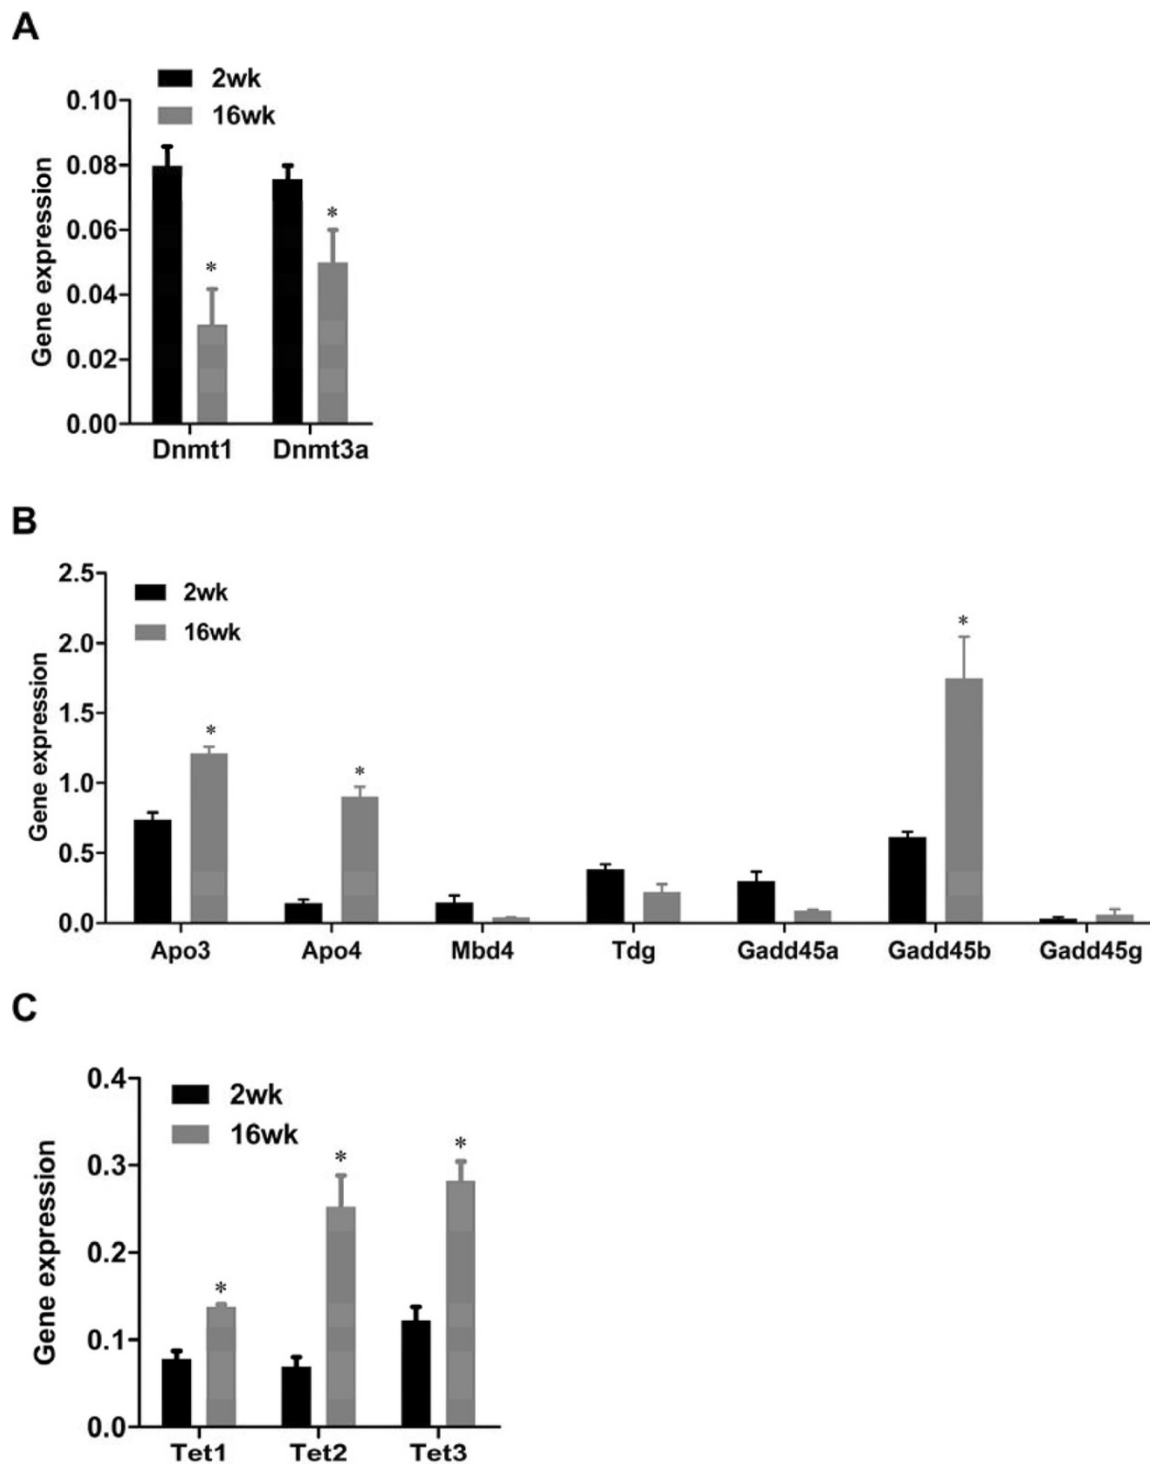 A
2wk
16wk
Gene expression
0.10
0.08
0.06
0.04
0.02
0.00
*
*
Dnmt1 Dnmt3a
B
2wk
16wk
Gene expression
2.5
2.0
1.5
1.0
0.5
0.0
*
*
*
Apo3 Apo4 Mbd4 Tdg Gadd45a Gadd45b Gadd45g
C
2wk
16wk
Gene expression
0.4
0.3
0.2
0.1
0.0
*
*
*
Tet1 Tet2 Tet3